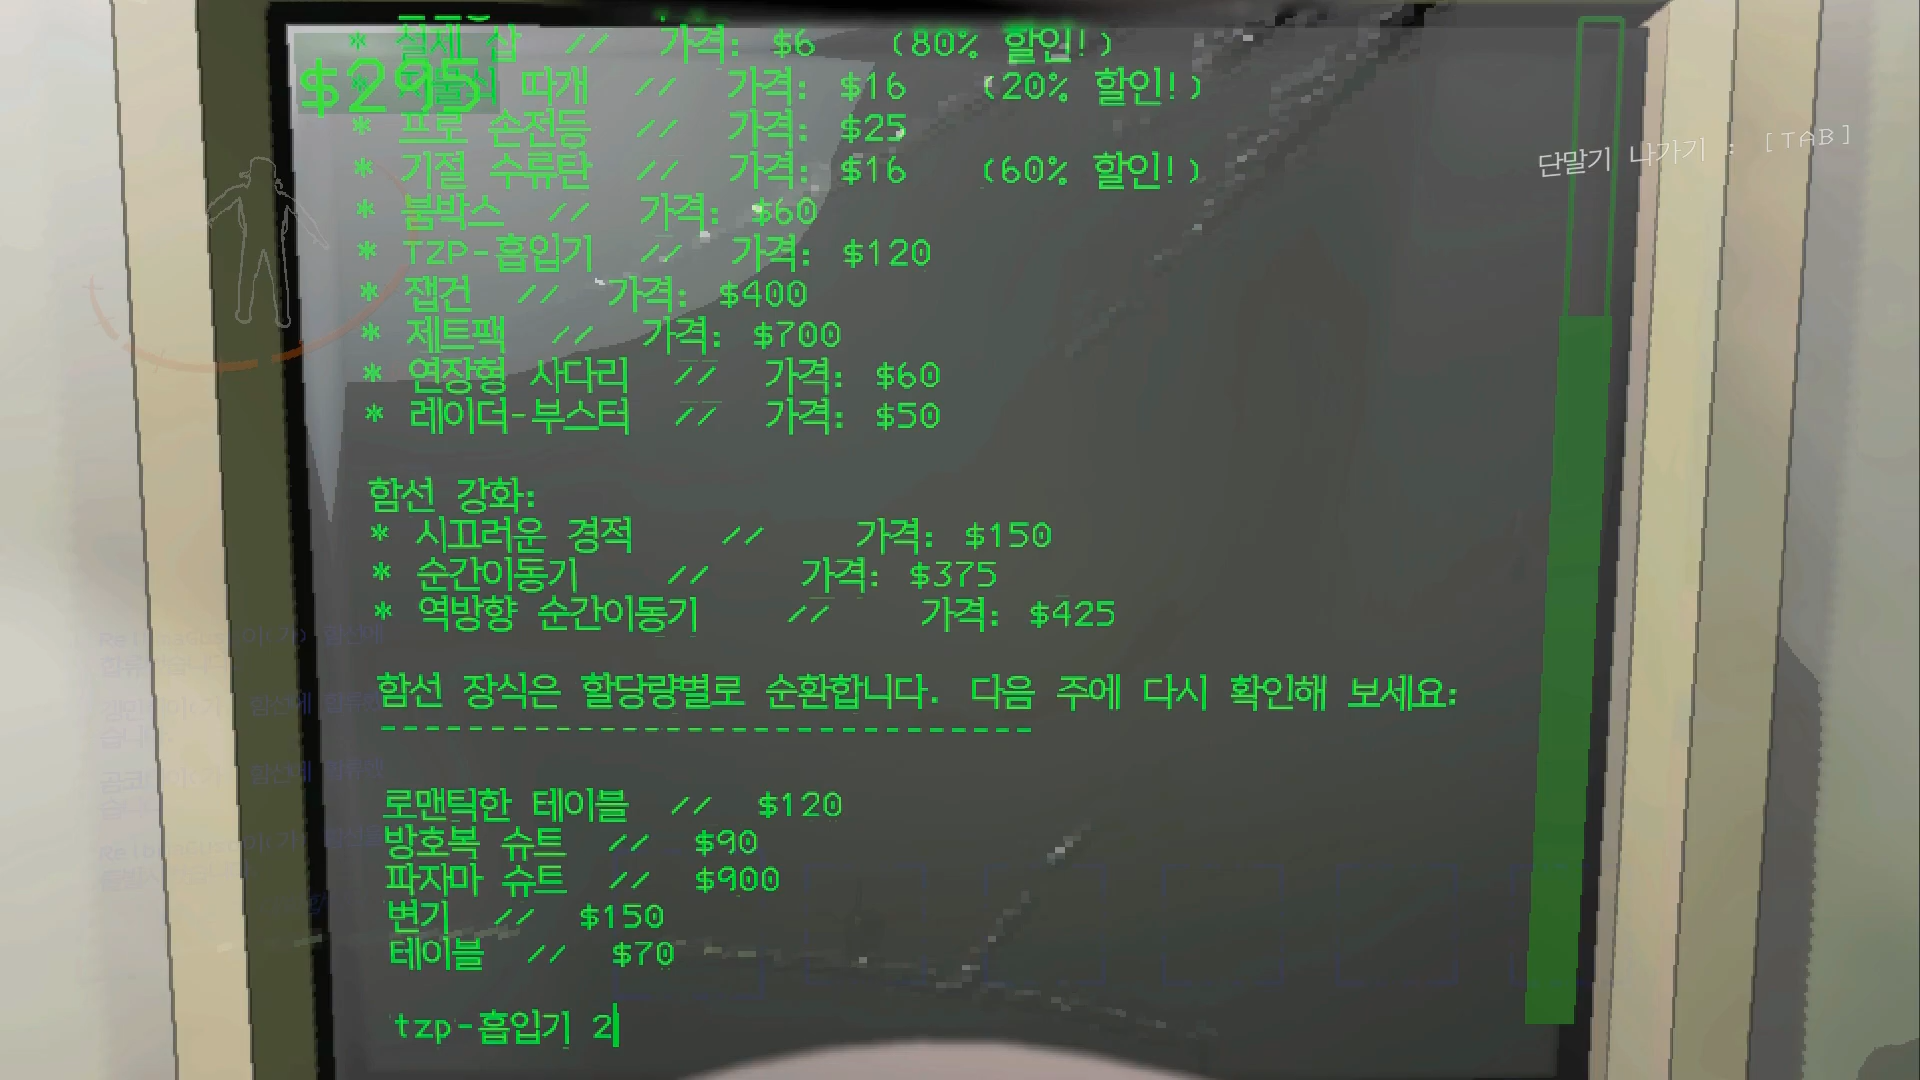 * 철제 삽 // 가격: $6 (80% 할인!)
$295
* 자물쇠 따개 // 가격: $16 (20% 할인!)
* 프로 손전등 // 가격: $25
* 기절 수류탄 // 가격: $16 (60% 할인!)
* 붐박스 // 가격: $60
* TZP-흡입기 // 가격: $120
* 잽건 // 가격: $400
* 제트팩 // 가격: $700
* 연장형 사다리 // 가격: $60
* 레이더-부스터 // 가격: $50
단말기 나가기 : [TAB]
함선 강화:
* 시끄러운 경적 // 가격: $150
* 순간이동기 // 가격: $375
* 역방향 순간이동기 // 가격: $425
함선 장식은 할당량별로 순환합니다. 다음 주에 다시 확인해 보세요:
------------------------------
로맨틱한 테이블 // $120
방호복 슈트 // $90
파자마 슈트 // $900
변기 // $150
테이블 // $70
tzp-흡입기 2